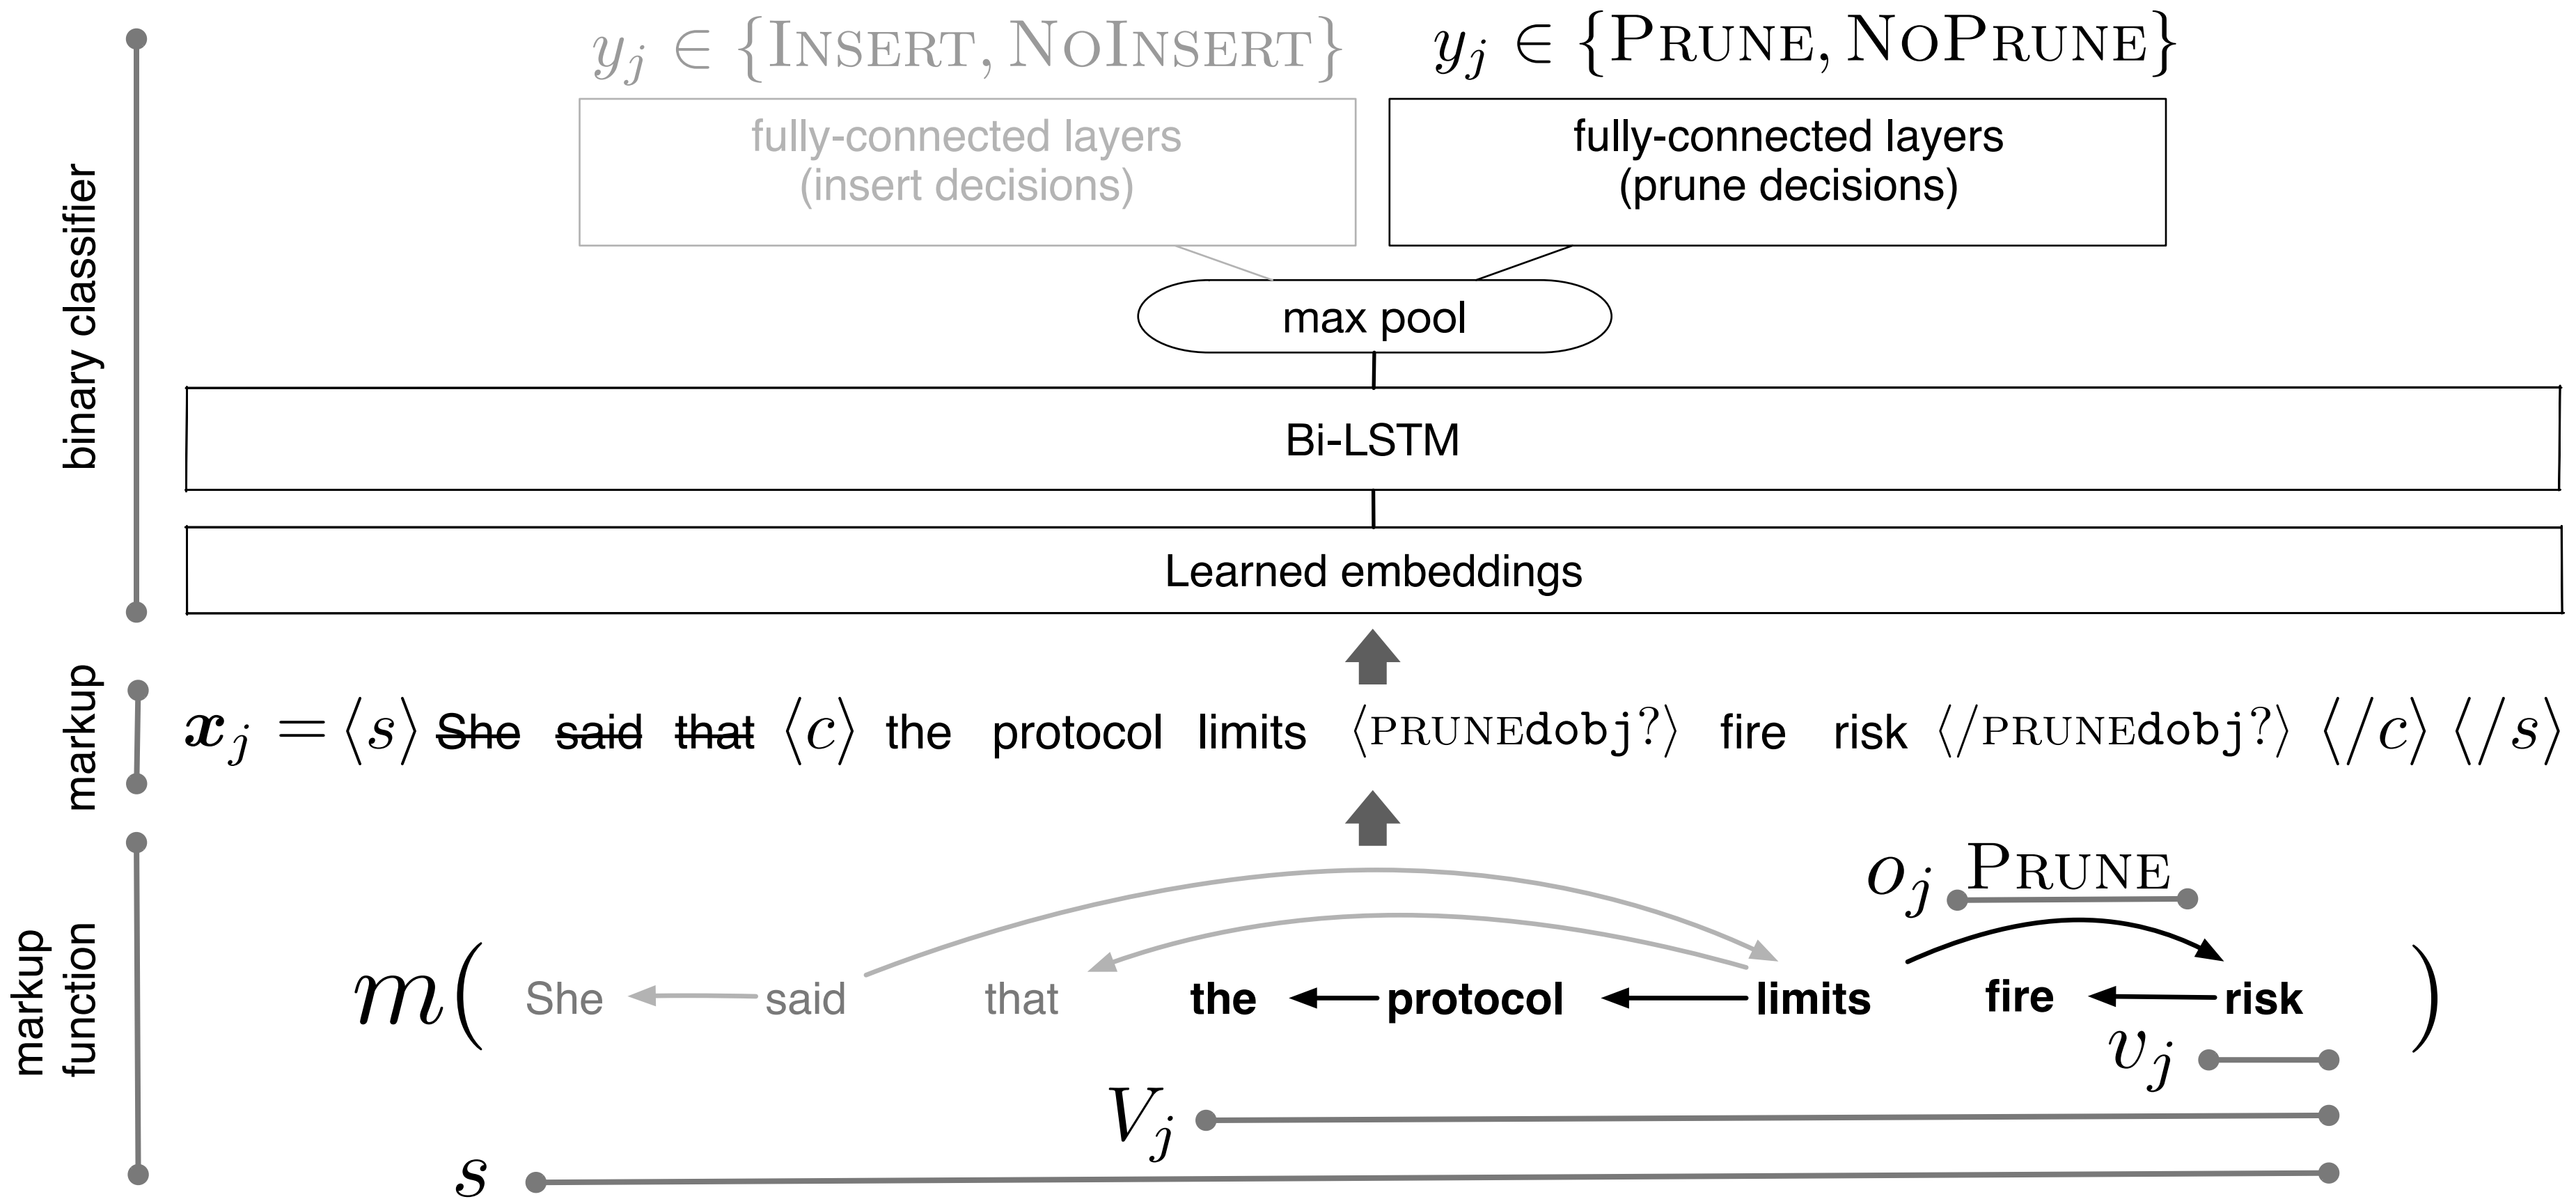 y_j ∈ {INSERT, NOINSERT} y_j ∈ {PRUNE, NOPRUNE}
fully-connected layers
(insert decisions)
fully-connected layers
(prune decisions)
max pool
Bi-LSTM
Learned embeddings
binary classifier
markup
x_j = ⟨s⟩ She said that ⟨c⟩ the protocol limits ⟨PRUNEdobj?⟩ fire risk ⟨/PRUNEdobj?⟩ ⟨/c⟩ ⟨/s⟩
markup
function
o_j PRUNE
m( She said that the protocol limits fire risk )
v_j
V_j
s